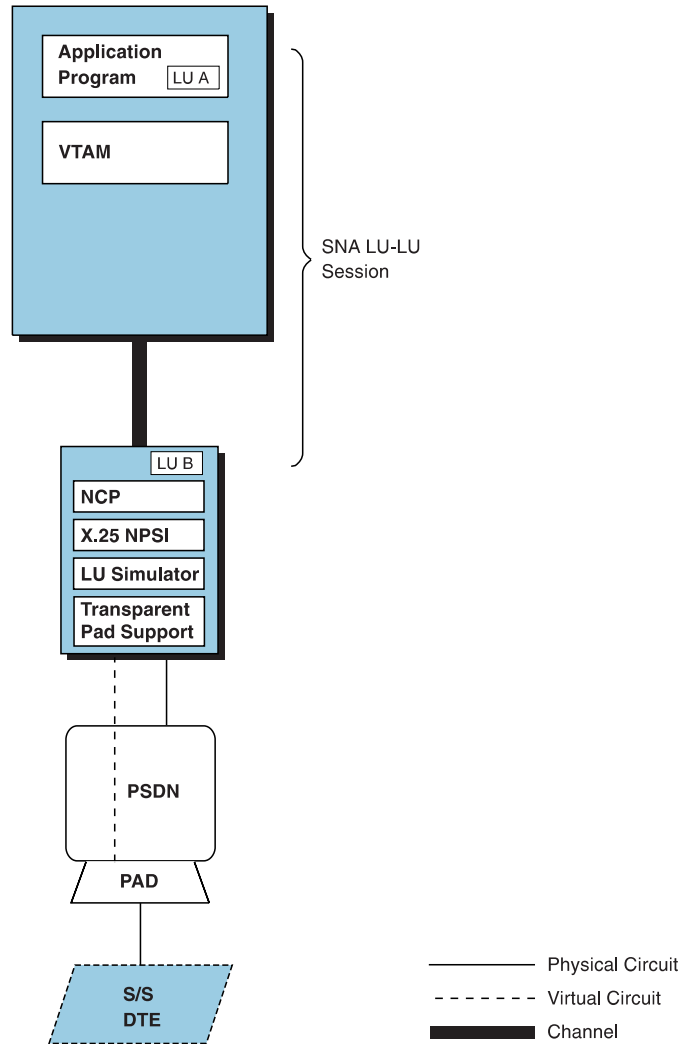 Application
Program
LU A
VTAM
SNA LU-LU
Session
LU B
NCP
X.25 NPSI
LU Simulator
Transparent
Pad Support
PSDN
PAD
S/S
DTE
Physical Circuit
Virtual Circuit
Channel